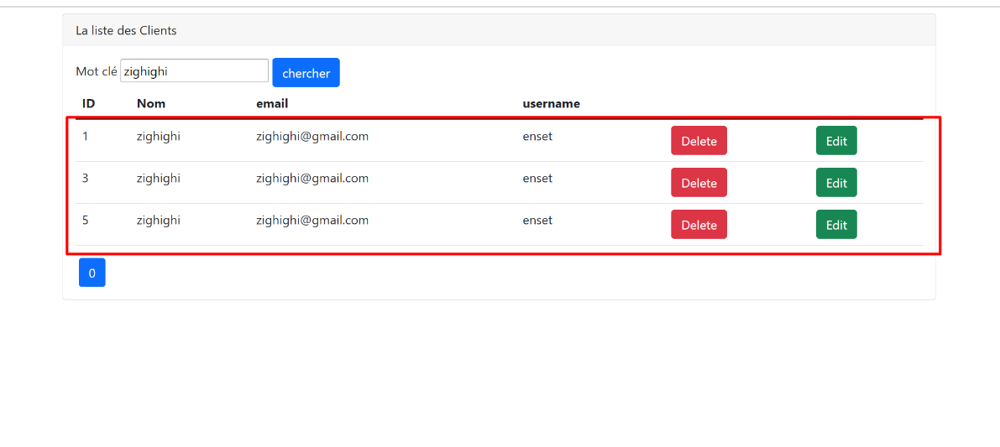 La liste des Clients
Mot clé zighighi chercher
ID Nom email username
1 zighighi zighighi@gmail.com enset Delete Edit
3 zighighi zighighi@gmail.com enset Delete Edit
5 zighighi zighighi@gmail.com enset Delete Edit
0